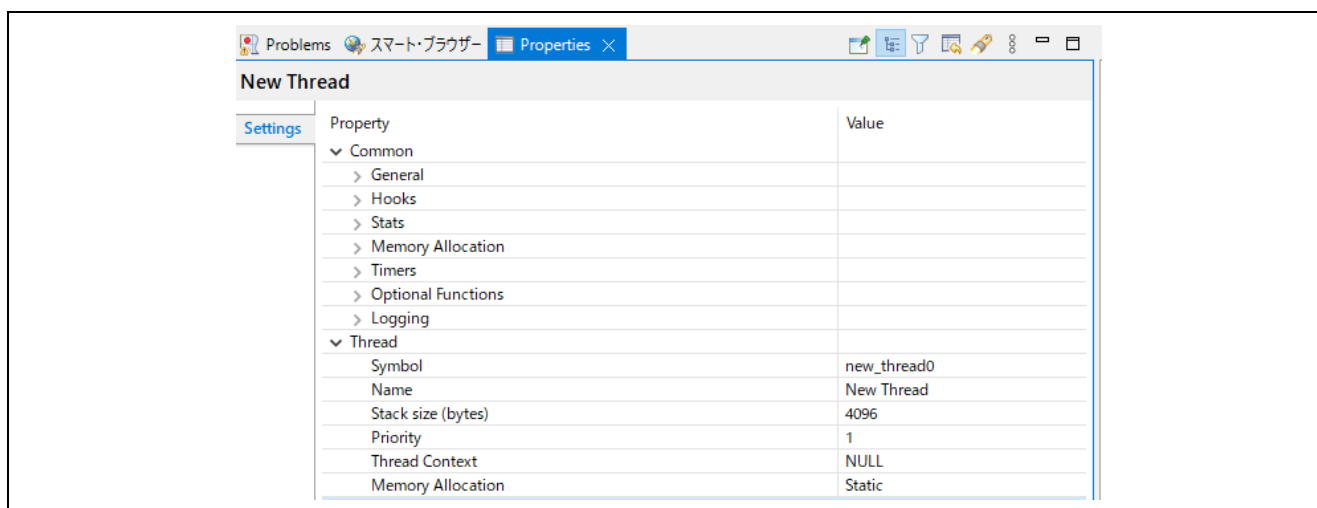 Problems スマート・ブラウザー Properties
New Thread
Settings Property Value
Common
General
Hooks
Stats
Memory Allocation
Timers
Optional Functions
Logging
Thread
Symbol new_thread0
Name New Thread
Stack size (bytes) 4096
Priority 1
Thread Context NULL
Memory Allocation Static